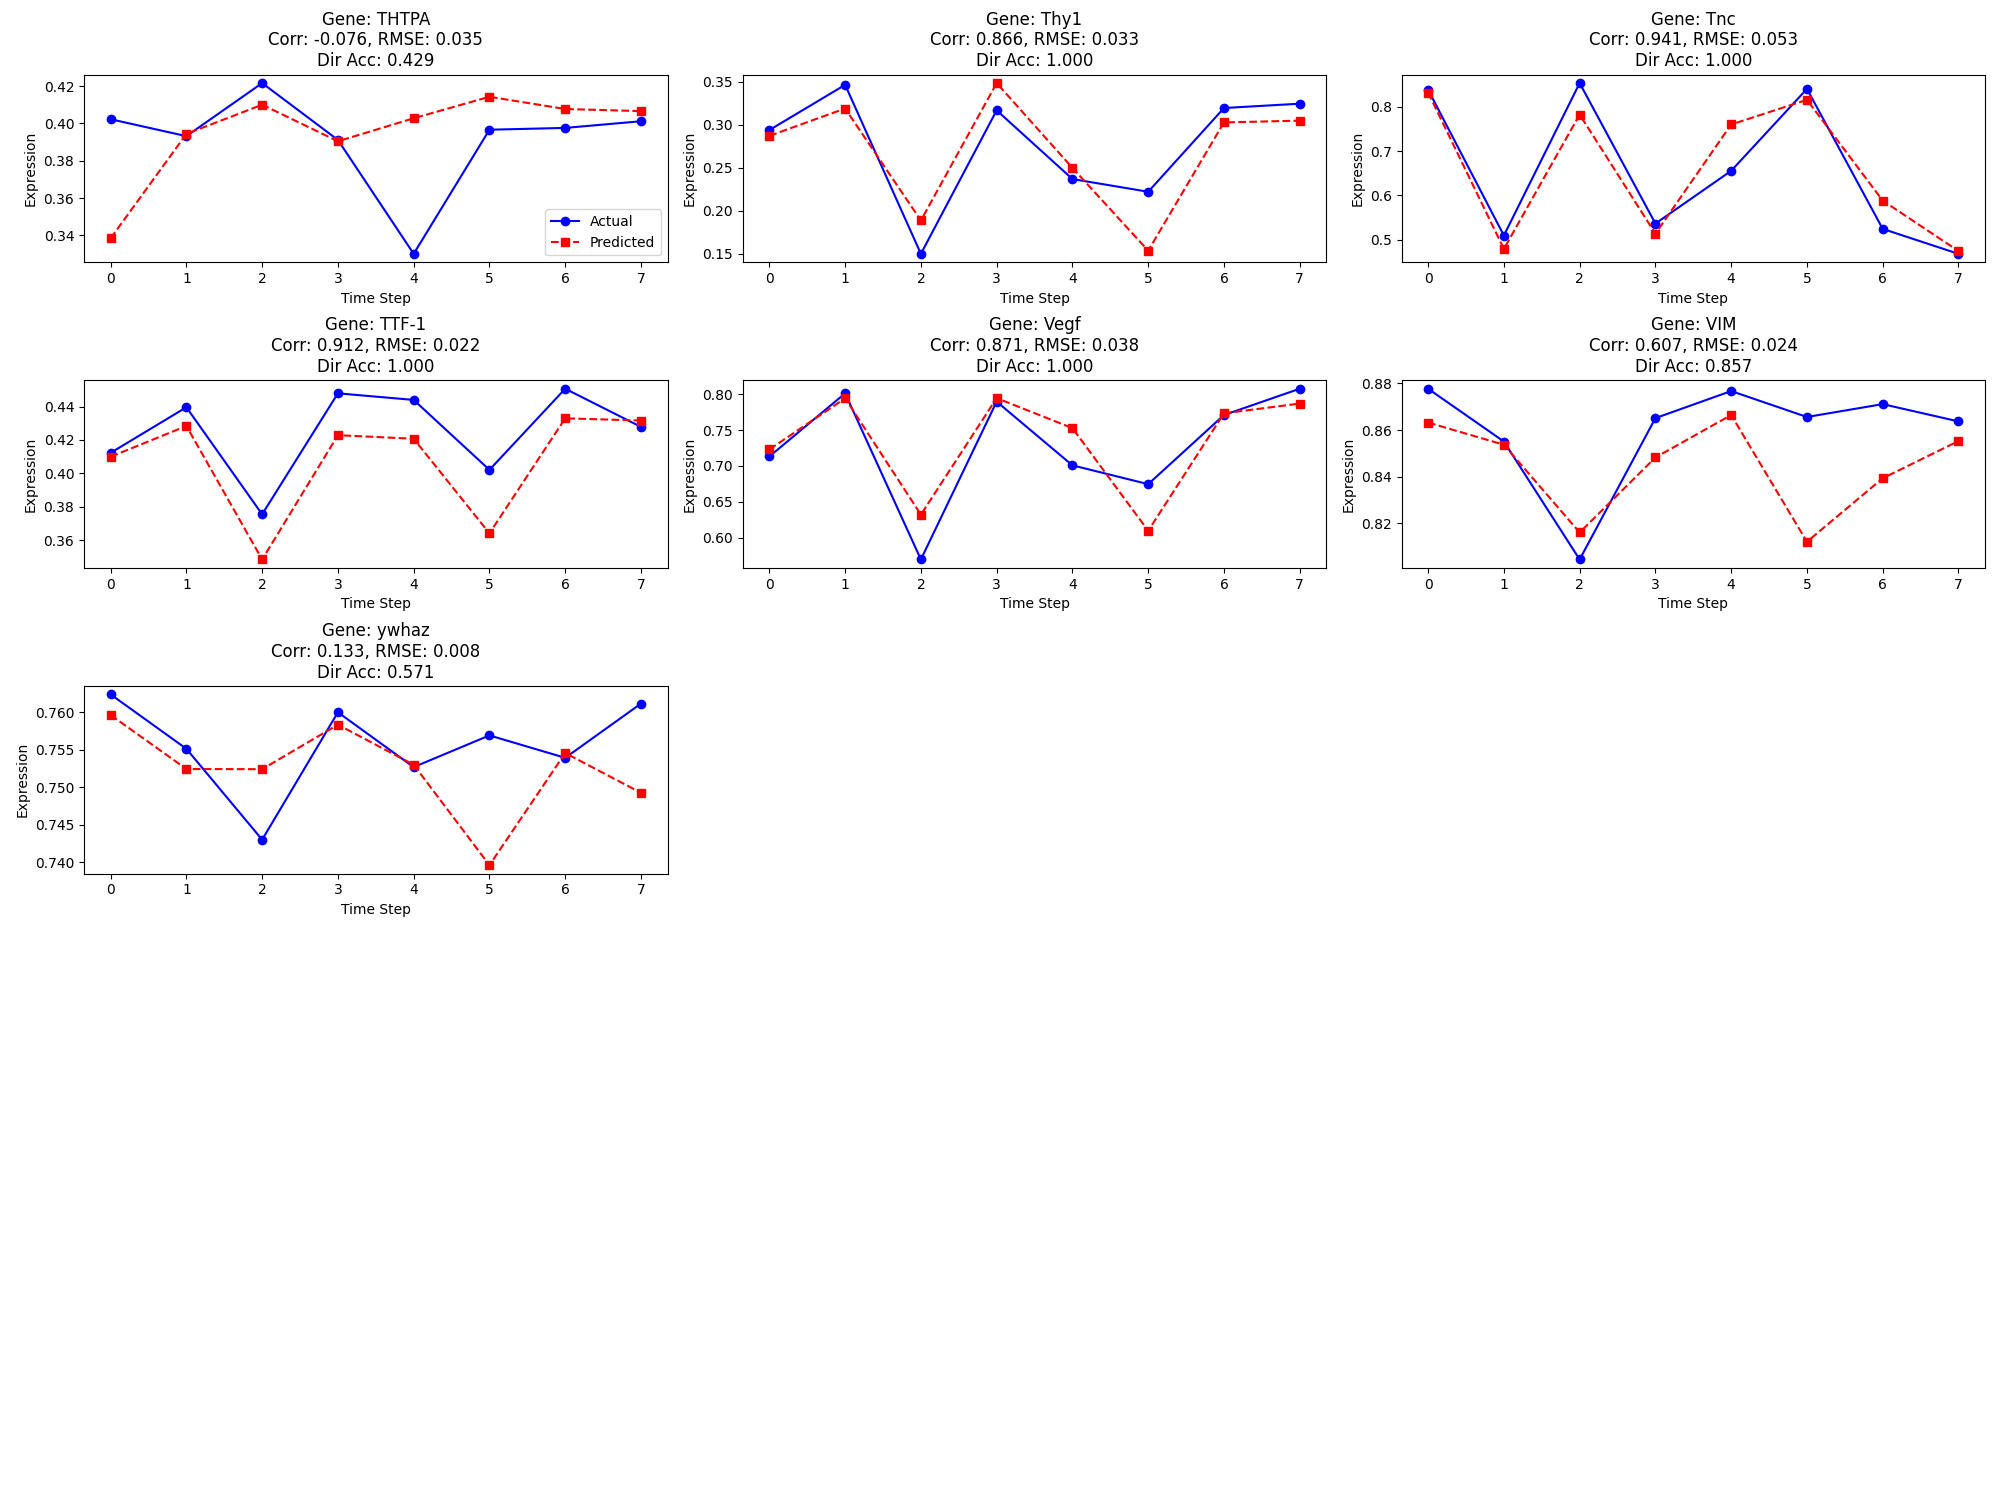 Gene: THTPA
Corr: -0.076, RMSE: 0.035
Dir Acc: 0.429
Expression
0.42
0.40
0.38
0.36
0.34
Actual
Predicted
0 1 2 3 4 5 6 7
Time Step
Gene: Thy1
Corr: 0.866, RMSE: 0.033
Dir Acc: 1.000
Expression
0.35
0.30
0.25
0.20
0.15
0 1 2 3 4 5 6 7
Time Step
Gene: Tnc
Corr: 0.941, RMSE: 0.053
Dir Acc: 1.000
Expression
0.8
0.7
0.6
0.5
0 1 2 3 4 5 6 7
Time Step
Gene: TTF-1
Corr: 0.912, RMSE: 0.022
Dir Acc: 1.000
Expression
0.44
0.42
0.40
0.38
0.36
0 1 2 3 4 5 6 7
Time Step
Gene: Vegf
Corr: 0.871, RMSE: 0.038
Dir Acc: 1.000
Expression
0.80
0.75
0.70
0.65
0.60
0 1 2 3 4 5 6 7
Time Step
Gene: VIM
Corr: 0.607, RMSE: 0.024
Dir Acc: 0.857
Expression
0.88
0.86
0.84
0.82
0 1 2 3 4 5 6 7
Time Step
Gene: ywhaz
Corr: 0.133, RMSE: 0.008
Dir Acc: 0.571
Expression
0.760
0.755
0.750
0.745
0.740
0 1 2 3 4 5 6 7
Time Step